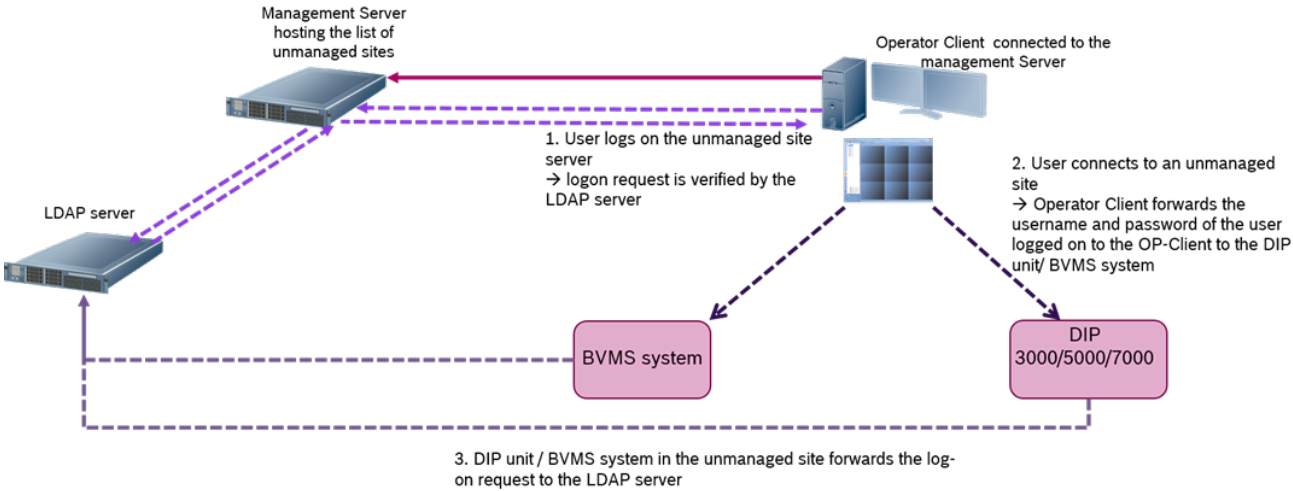 Management Server
hosting the list of
unmanaged sites
Operator Client  connected to the
management Server
1. User logs on the unmanaged site
server
→ logon request is verified by the
LDAP server
2. User connects to an unmanaged
site
→ Operator Client forwards the
username and password of the user
logged on to the OP-Client to the DIP
unit/ BVMS system
LDAP server
BVMS system
DIP
3000/5000/7000
3. DIP unit / BVMS system in the unmanaged site forwards the log-
on request to the LDAP server